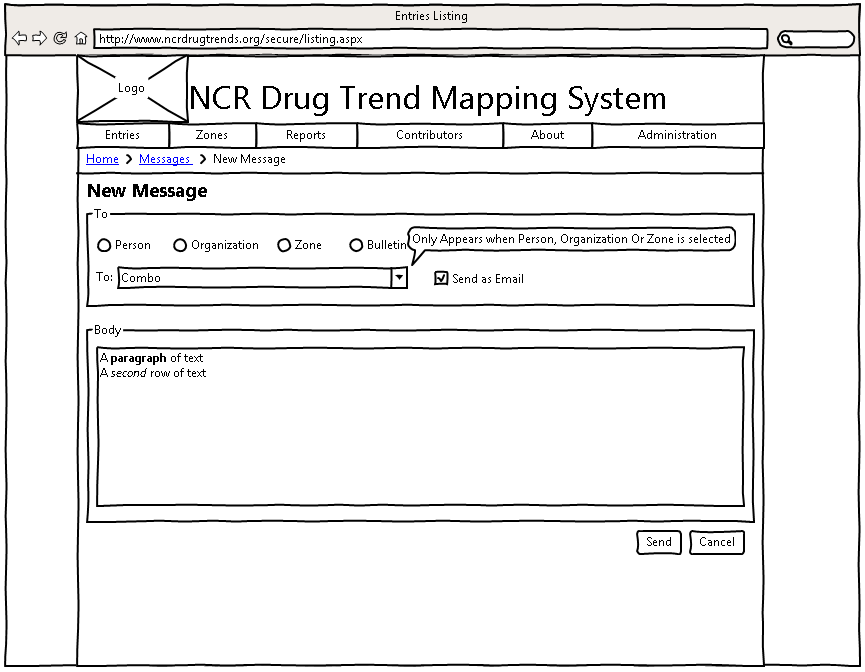 Entries Listing
http://www.ncrdrugtrends.org/secure/listing.aspx
Logo
NCR Drug Trend Mapping System
Entries Zones Reports Contributors About Administration
Home > Messages > New Message
New Message
To
Person Organization Zone Bulletin
Only Appears when Person, Organization Or Zone is selected
To: Combo Send as Email
Body
A paragraph of text
A second row of text
Send Cancel